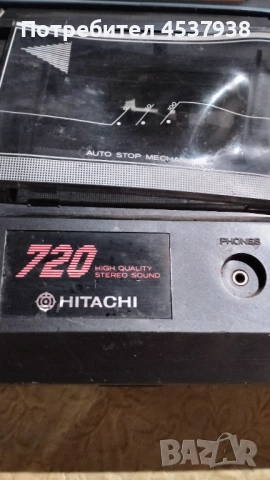 Потребител 4537938
AUTO STOP MECHANISM
720 HIGH QUALITY
STEREO SOUND
HITACHI
PHONES
BAZAR